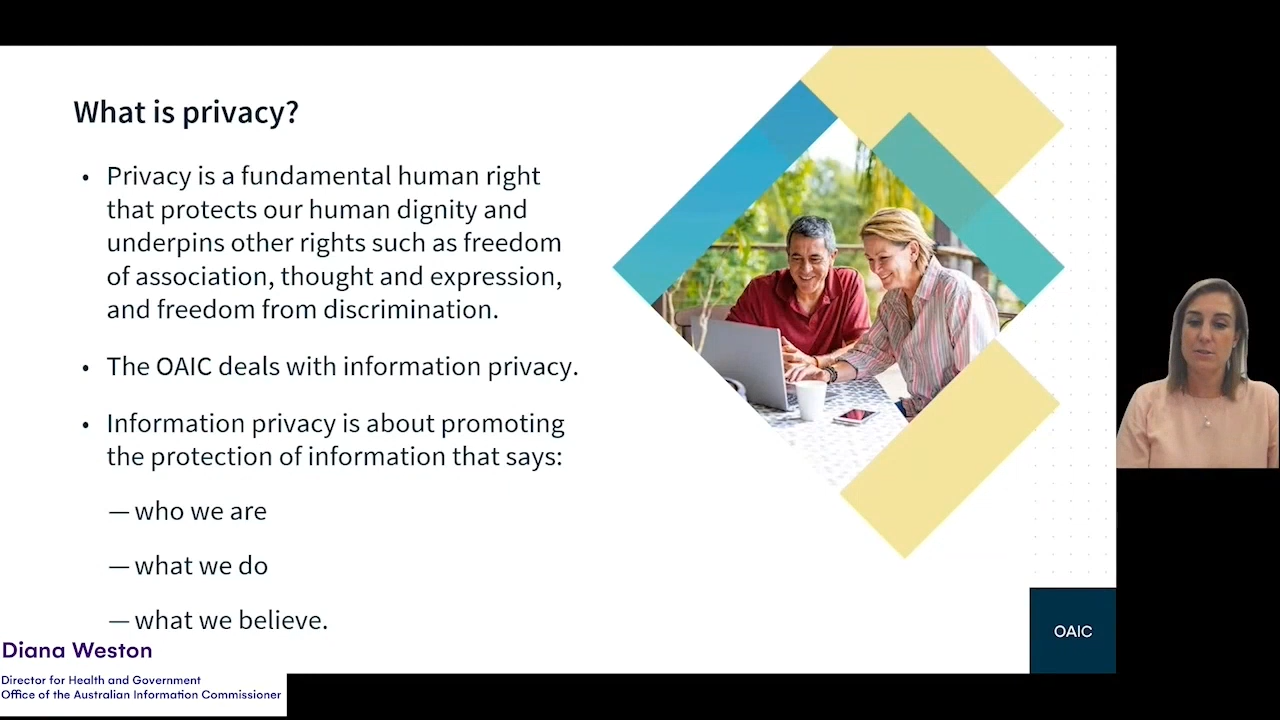 What is privacy?
• Privacy is a fundamental human right
that protects our human dignity and
underpins other rights such as freedom
of association, thought and expression,
and freedom from discrimination.
• The OAIC deals with information privacy.
• Information privacy is about promoting
the protection of information that says:
— who we are
— what we do
— what we believe.
OAIC
Diana Weston
Director for Health and Government
Office of the Australian Information Commissioner